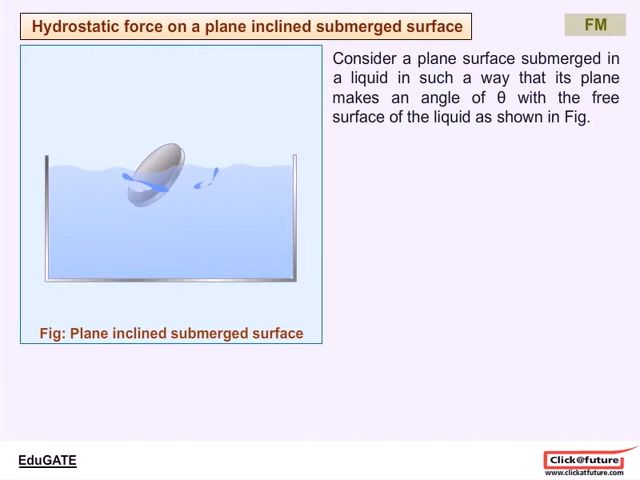 Hydrostatic force on a plane inclined submerged surface
FM
Consider a plane surface submerged in
a liquid in such a way that its plane
makes an angle of θ with the free
surface of the liquid as shown in Fig.
Fig: Plane inclined submerged surface
EduGATE
Click@future
www.clickatfuture.com